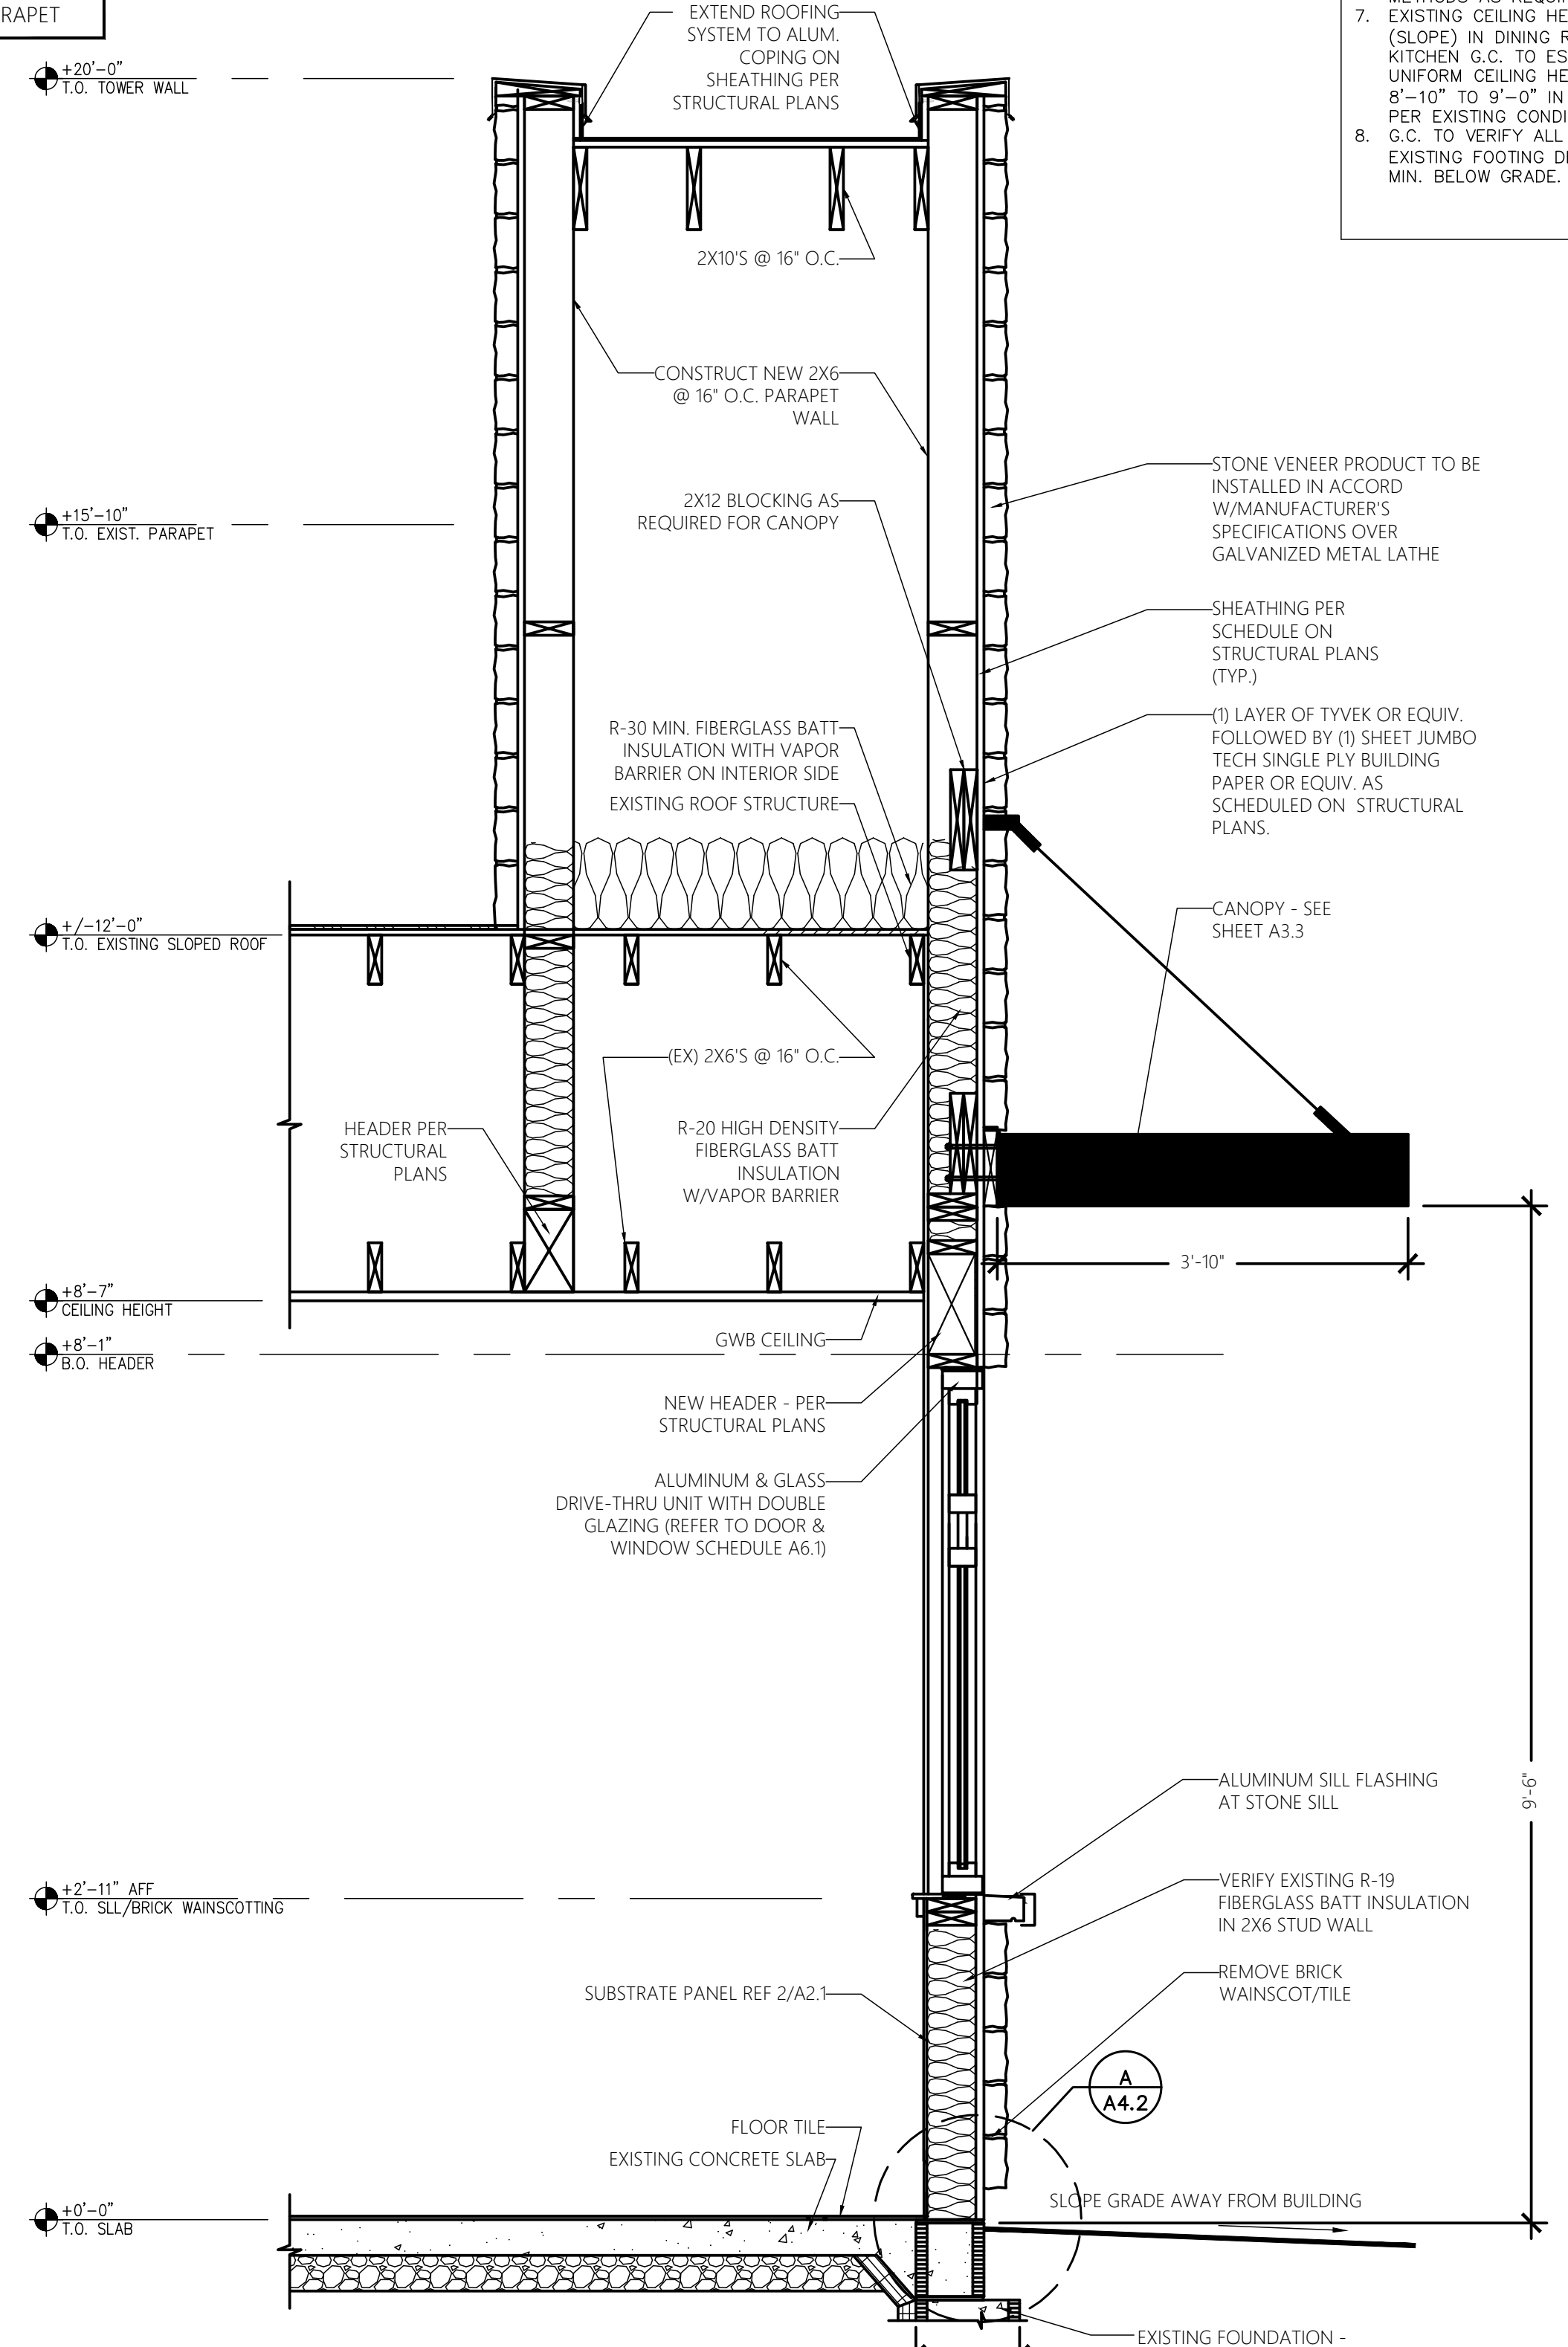 RAPET
EXTEND ROOFING
SYSTEM TO ALUM.
COPING ON
SHEATHING PER
STRUCTURAL PLANS
7. EXISTING CEILING HE
(SLOPE) IN DINING R
KITCHEN G.C. TO ES
UNIFORM CEILING HE
8'-10" TO 9'-0" IN
PER EXISTING CONDI
8. G.C. TO VERIFY ALL
EXISTING FOOTING D
MIN. BELOW GRADE.
+20'-0"
T.O. TOWER WALL
2X10'S @ 16" O.C.
CONSTRUCT NEW 2X6
@ 16" O.C. PARAPET
WALL
2X12 BLOCKING AS
REQUIRED FOR CANOPY
+15'-10"
T.O. EXIST. PARAPET
STONE VENEER PRODUCT TO BE
INSTALLED IN ACCORD
W/MANUFACTURER'S
SPECIFICATIONS OVER
GALVANIZED METAL LATHE
SHEATHING PER
SCHEDULE ON
STRUCTURAL PLANS
(TYP.)
(1) LAYER OF TYVEK OR EQUIV.
FOLLOWED BY (1) SHEET JUMBO
TECH SINGLE PLY BUILDING
PAPER OR EQUIV. AS
SCHEDULED ON STRUCTURAL
PLANS.
R-30 MIN. FIBERGLASS BATT
INSULATION WITH VAPOR
BARRIER ON INTERIOR SIDE
EXISTING ROOF STRUCTURE
CANOPY - SEE
SHEET A3.3
+/-12'-0"
T.O. EXISTING SLOPED ROOF
(EX) 2X6'S @ 16" O.C.
HEADER PER
STRUCTURAL
PLANS
R-20 HIGH DENSITY
FIBERGLASS BATT
INSULATION
W/VAPOR BARRIER
3'-10"
+8'-7"
CEILING HEIGHT
+8'-1"
B.O. HEADER
GWB CEILING
NEW HEADER - PER
STRUCTURAL PLANS
ALUMINUM & GLASS
DRIVE-THRU UNIT WITH DOUBLE
GLAZING (REFER TO DOOR &
WINDOW SCHEDULE A6.1)
9'-6"
ALUMINUM SILL FLASHING
AT STONE SILL
+2'-11" AFF
T.O. SLL/BRICK WAINSCOTTING
VERIFY EXISTING R-19
FIBERGLASS BATT INSULATION
IN 2X6 STUD WALL
REMOVE BRICK
WAINSCOT/TILE
SUBSTRATE PANEL REF 2/A2.1
A
A4.2
FLOOR TILE
EXISTING CONCRETE SLAB
SLOPE GRADE AWAY FROM BUILDING
+0'-0"
T.O. SLAB
EXISTING FOUNDATION -